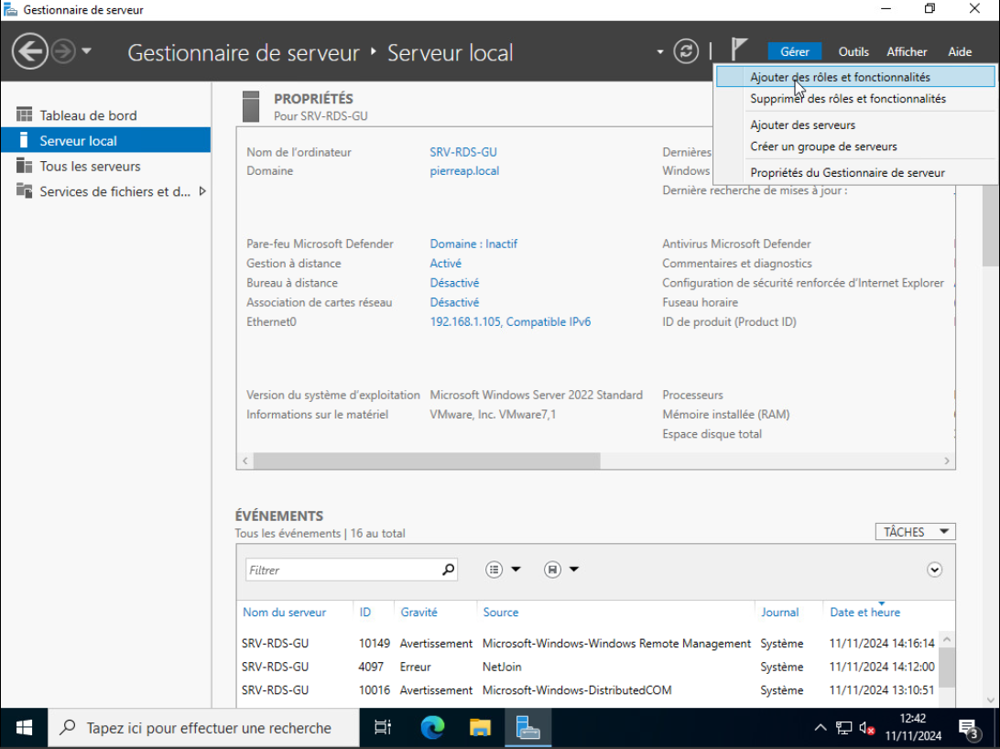 Gestionnaire de serveur
Gestionnaire de serveur ‣ Serveur local
Gérer Outils Afficher Aide
Ajouter des rôles et fonctionnalités
Supprimer des rôles et fonctionnalités
Ajouter des serveurs
Créer un groupe de serveurs
Propriétés du Gestionnaire de serveur
Tableau de bord
Serveur local
Tous les serveurs
Services de fichiers et d...
PROPRIÉTÉS
Pour SRV-RDS-GU
Nom de l'ordinateur SRV-RDS-GU Dernières
Domaine pierreap.local Windows
Dernière recherche de mises à jour :
Pare-feu Microsoft Defender Domaine : Inactif Antivirus Microsoft Defender
Gestion à distance Activé Commentaires et diagnostics
Bureau à distance Désactivé Configuration de sécurité renforcée d'Internet Explorer
Association de cartes réseau Désactivé Fuseau horaire
Ethernet0 192.168.1.105, Compatible IPv6 ID de produit (Product ID)
Version du système d'exploitation Microsoft Windows Server 2022 Standard Processeurs
Informations sur le matériel VMware, Inc. VMware7,1 Mémoire installée (RAM)
Espace disque total
ÉVÉNEMENTS
Tous les événements | 16 au total
TÂCHES
Filtrer
Nom du serveur ID Gravité Source Journal Date et heure
SRV-RDS-GU 10149 Avertissement Microsoft-Windows-Windows Remote Management Système 11/11/2024 14:16:14
SRV-RDS-GU 4097 Erreur NetJoin Système 11/11/2024 14:12:00
SRV-RDS-GU 10016 Avertissement Microsoft-Windows-DistributedCOM Système 11/11/2024 13:10:51
Tapez ici pour effectuer une recherche
12:42
11/11/2024
3